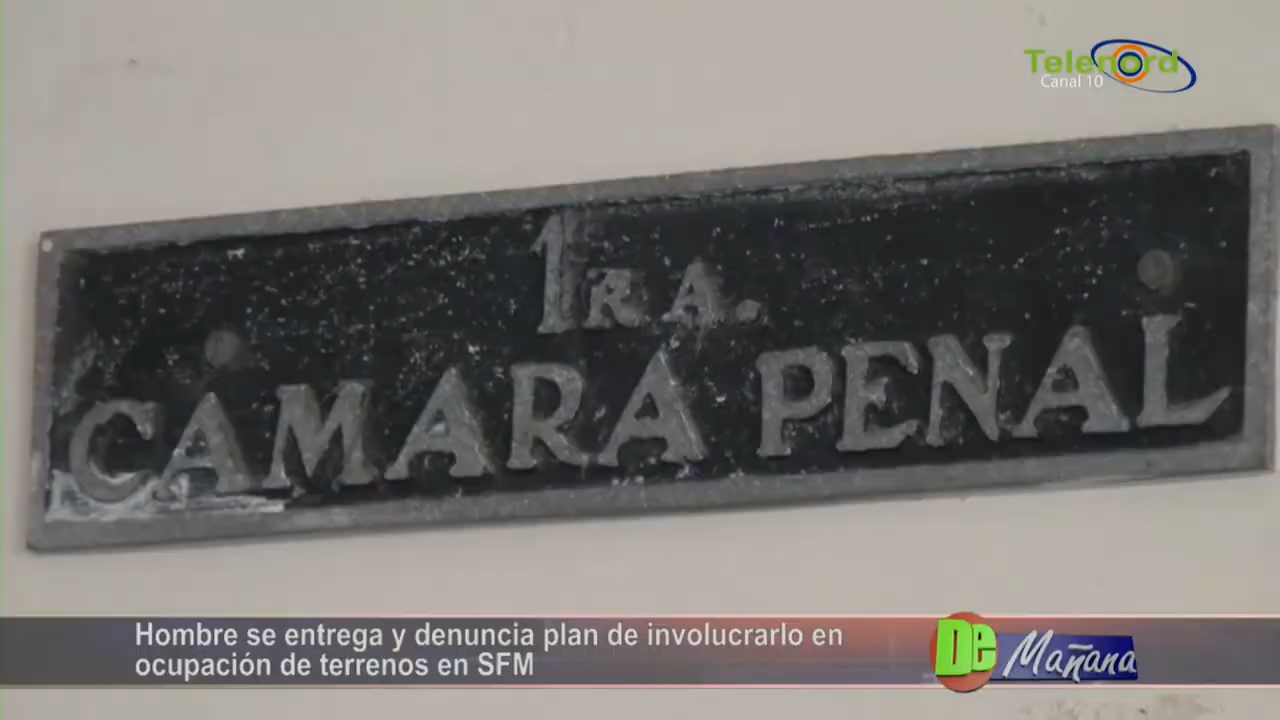 Telenord
Canal 10
1RA.
CAMARA PENAL
Hombre se entrega y denuncia plan de involucrarlo en
ocupación de terrenos en SFM
De Mañana